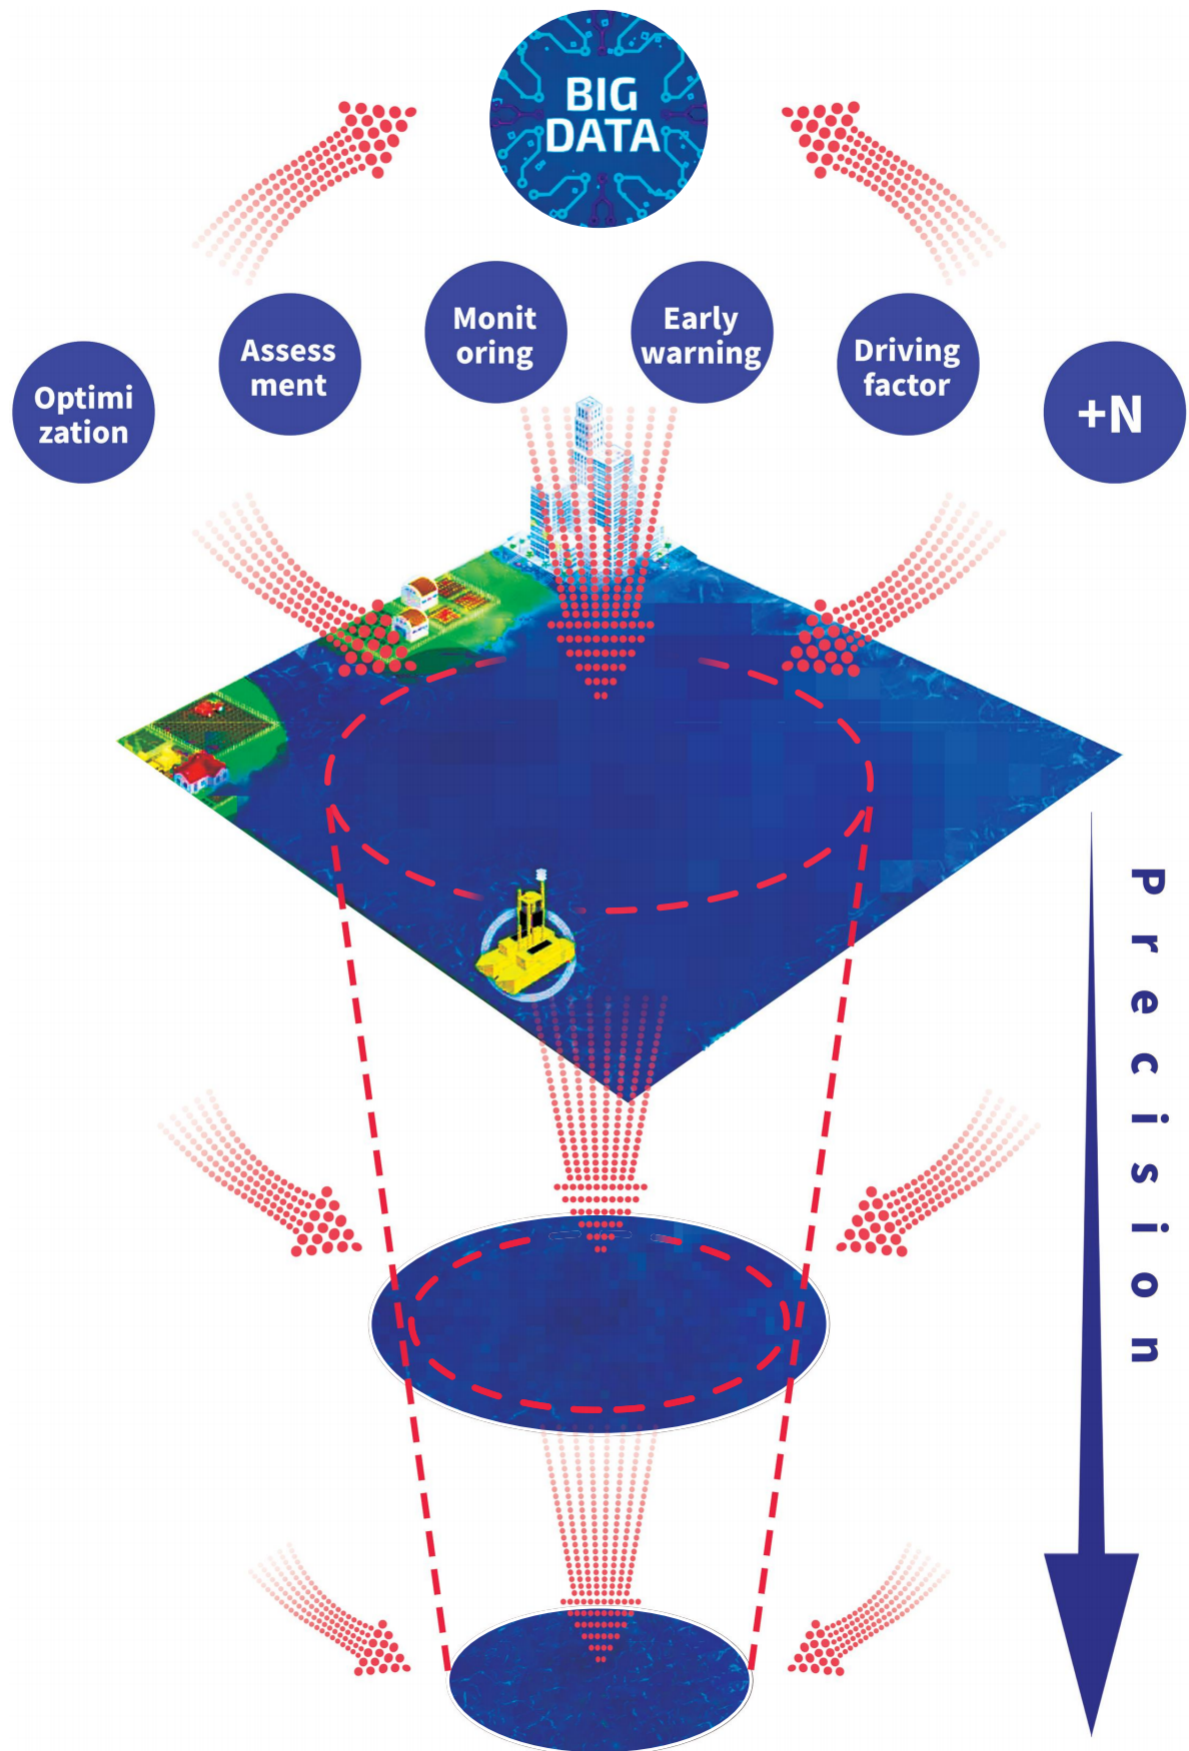 BIG
DATA
Optimi
zation
Assess
ment
Monit
oring
Early
warning
Driving
factor
+N
Precision